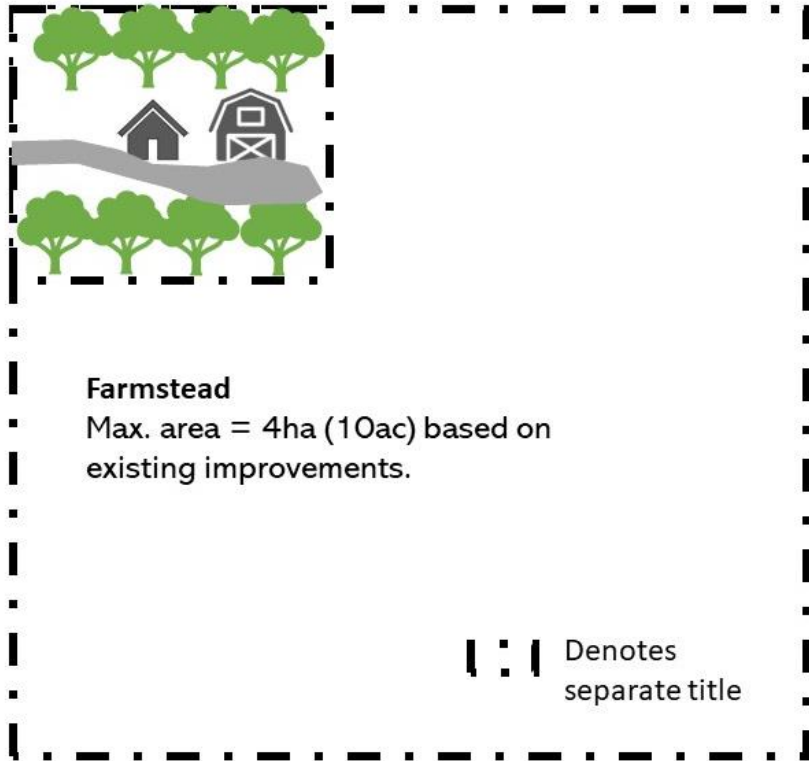 Farmstead
Max. area = 4ha (10ac) based on
existing improvements.
Denotes
separate title